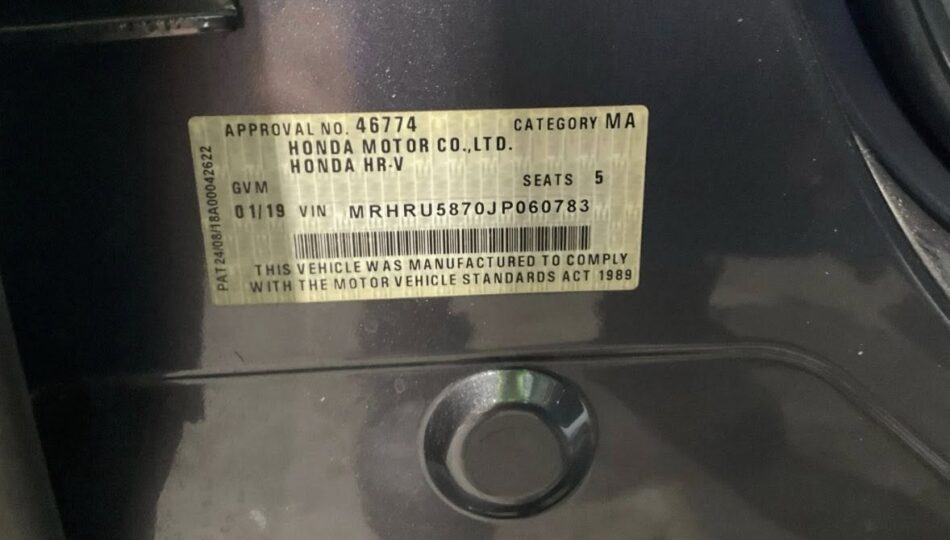 APPROVAL NO. 46774 CATEGORY MA
HONDA MOTOR CO.,LTD.
HONDA HR-V
GVM SEATS 5
01/19 VIN MRHRU5870JP060783
THIS VEHICLE WAS MANUFACTURED TO COMPLY
WITH THE MOTOR VEHICLE STANDARDS ACT 1989
PAT24/08/18A00042622